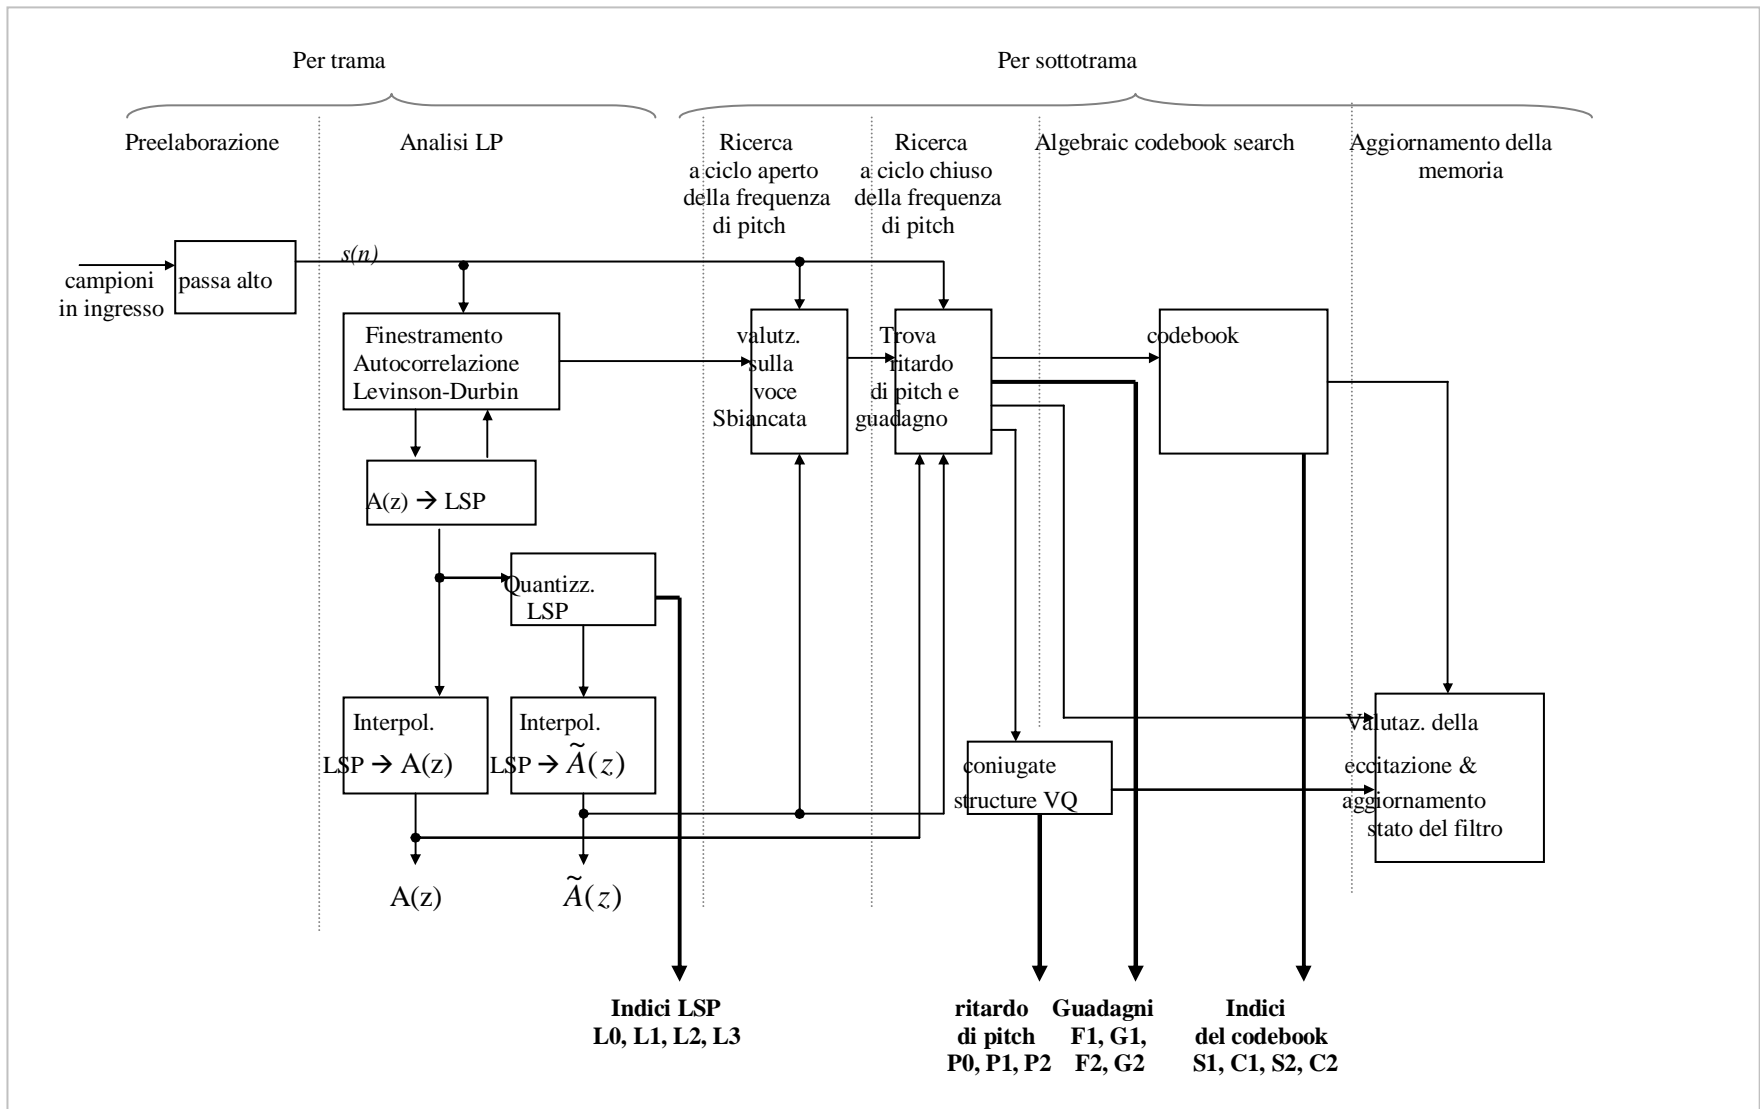 Per trama
Per sottotrama
Preelaborazione
Analisi LP
Ricerca
a ciclo aperto
della frequenza
di pitch
Ricerca
a ciclo chiuso
della frequenza
di pitch
Algebraic codebook search
Aggiornamento della
memoria
campioni
in ingresso
passa alto
s(n)
Finestramento
Autocorrelazione
Levinson-Durbin
valutz.
sulla
voce
Sbiancata
Trova
ritardo
di pitch e
guadagno
codebook
A(z) → LSP
Quantizz.
LSP
Interpol.
LSP → A(z)
Interpol.
LSP → Ã(z)
coniugate
structure VQ
Valutaz. della
eccitazione &
aggiornamento
stato del filtro
A(z)
Ã(z)
Indici LSP
L0, L1, L2, L3
ritardo
di pitch
P0, P1, P2
Guadagni
F1, G1,
F2, G2
Indici
del codebook
S1, C1, S2, C2